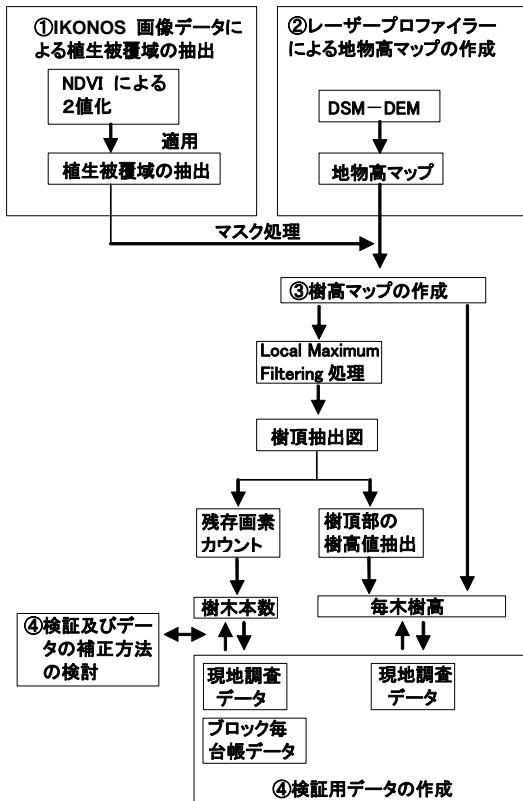 ①IKONOS 画像データに
よる植生被覆域の抽出
NDVI による
2値化
適用
植生被覆域の抽出
②レーザープロファイラー
による地物高マップの作成
DSM－DEM
地物高マップ
マスク処理
③樹高マップの作成
Local Maximum
Filtering 処理
樹頂抽出図
残存画素
カウント
樹頂部の
樹高値抽出
樹木本数
毎木樹高
④検証及びデー
タの補正方法
の検討
現地調査
データ
ブロック毎
台帳データ
現地調査
データ
④検証用データの作成